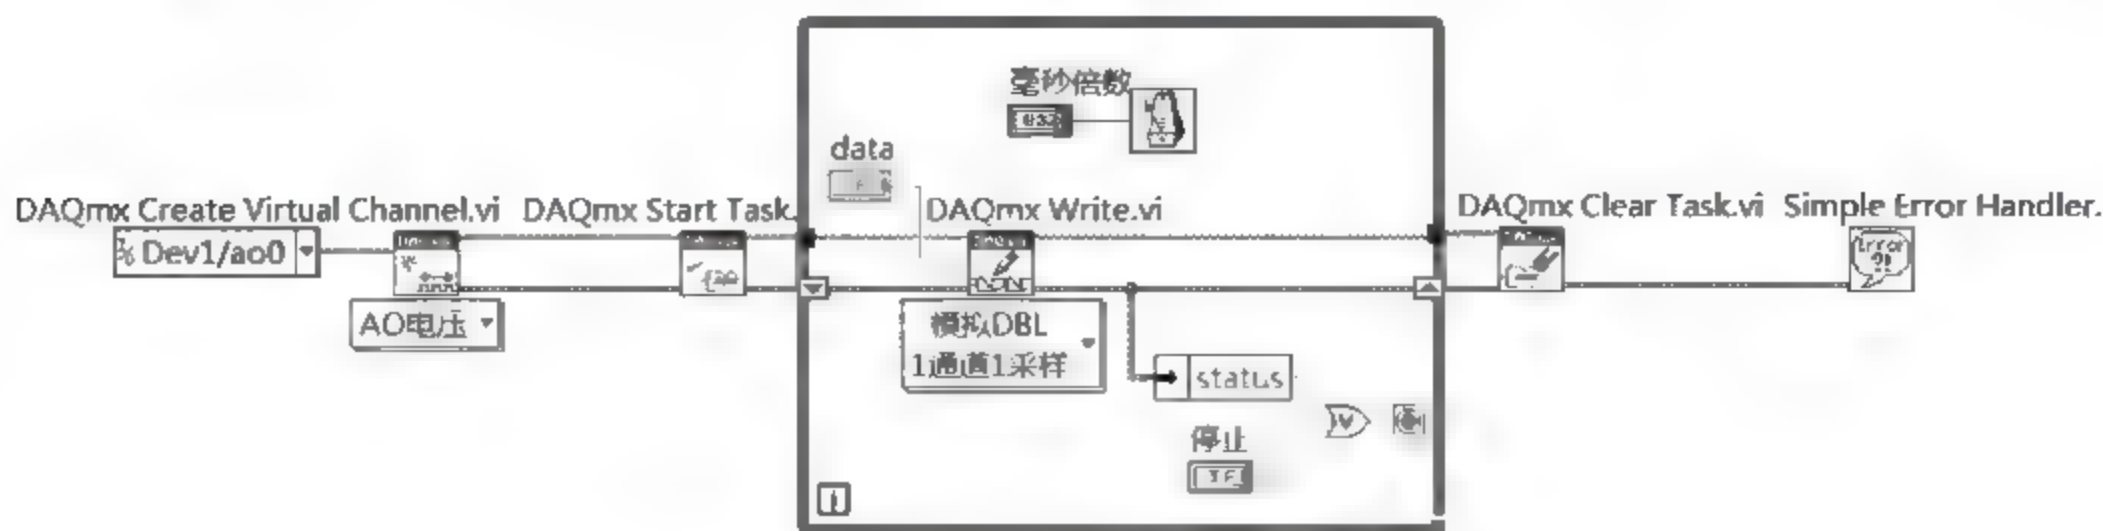 毫秒倍数
data
DAQmx Create Virtual Channel.vi
DAQmx Start Task.
DAQmx Write.vi
DAQmx Clear Task.vi
Simple Error Handler.
Dev1/ao0
AO电压
模拟DBL
1通道1采样
status
停止
TF
i
Error